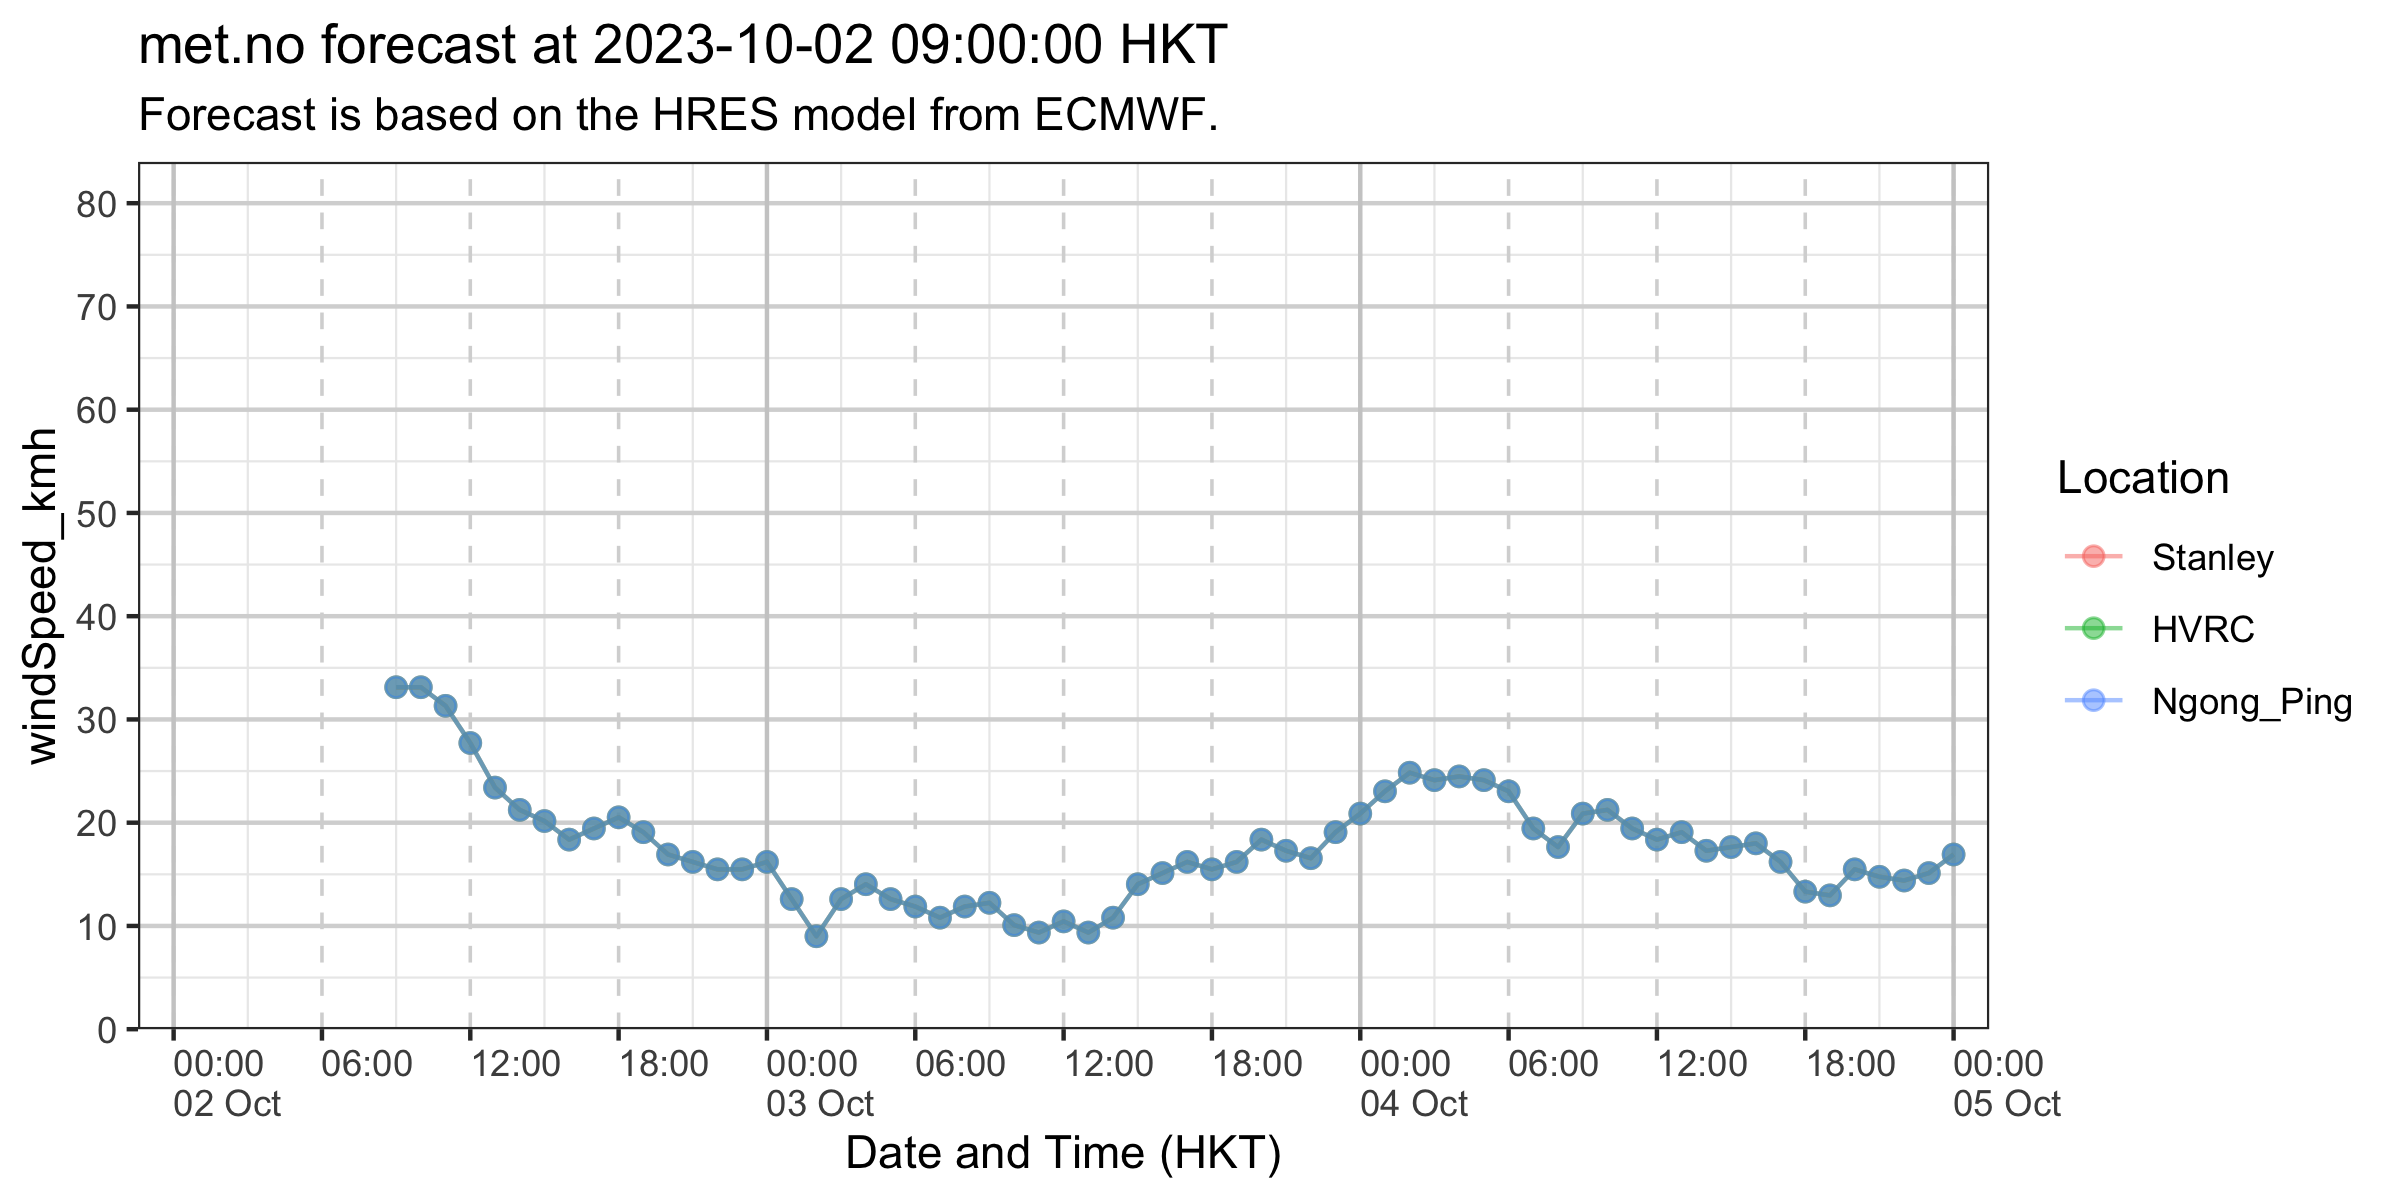 met.no forecast at 2023-10-02 09:00:00 HKT
Forecast is based on the HRES model from ECMWF.
windSpeed_kmh
80
70
60
50
40
30
20
10
0
00:00 06:00 12:00 18:00 00:00 06:00 12:00 18:00 00:00 06:00 12:00 18:00 00:00
02 Oct 03 Oct 04 Oct 05 Oct
Date and Time (HKT)
Location
Stanley
HVRC
Ngong_Ping